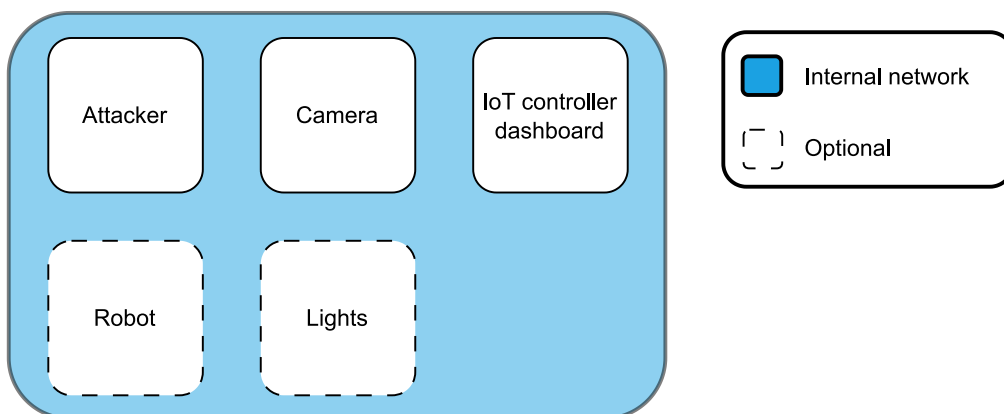 Attacker
Camera
IoT controller
dashboard
Robot
Lights
Internal network
Optional